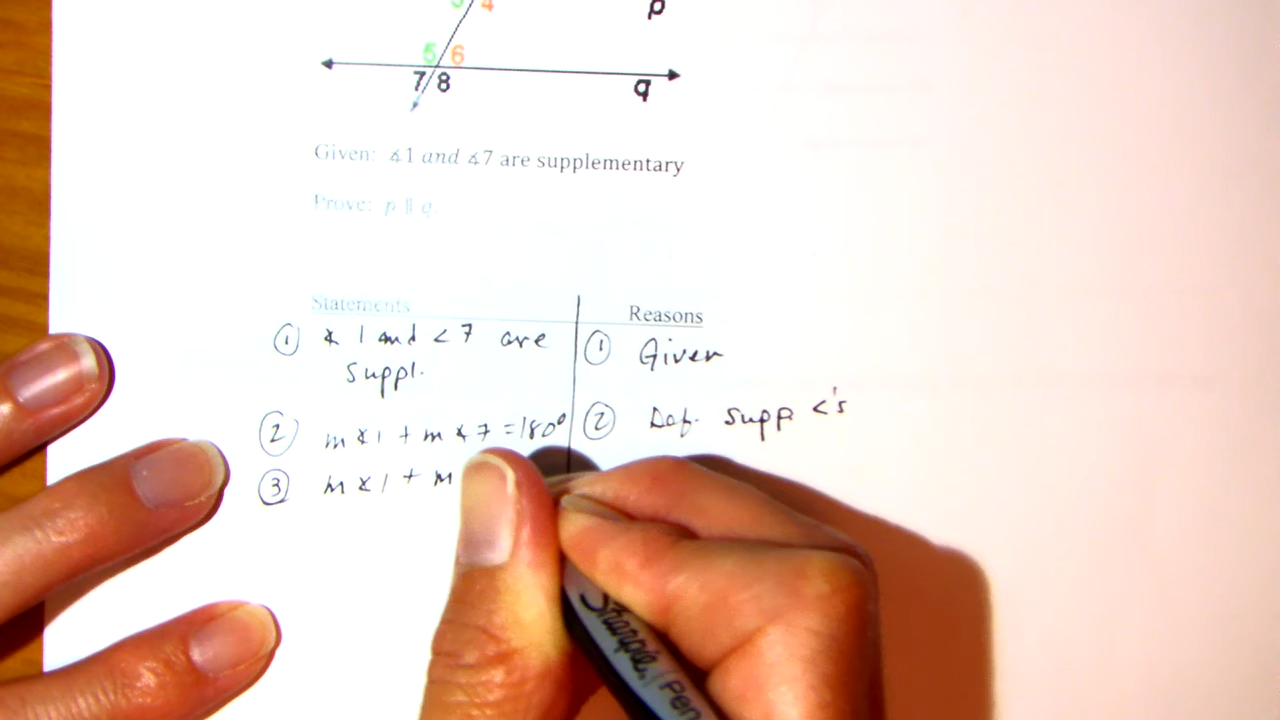 3 4 p
5 6
7 8 q
Given: ∡1 and ∡7 are supplementary
Prove: p ∥ q.
Statements Reasons
① ∡ 1 and < 7 are
suppl.
① Given
② m∡1 + m∡7 = 180°
② Def. supp <'s
③ m∡1 + m
Sharpie. Pen